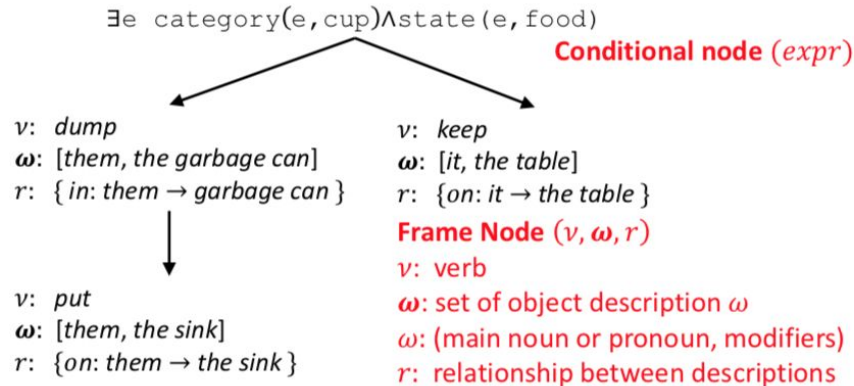 ∃e category(e,cup)∧state(e,food)
Conditional node (expr)
ν: dump
ω: [them, the garbage can]
r: { in: them → garbage can }
ν: keep
ω: [it, the table]
r: {on: it → the table }
Frame Node (ν, ω, r)
ν: verb
ω: set of object description ω
ω: (main noun or pronoun, modifiers)
r: relationship between descriptions
ν: put
ω: [them, the sink]
r: {on: them → the sink }